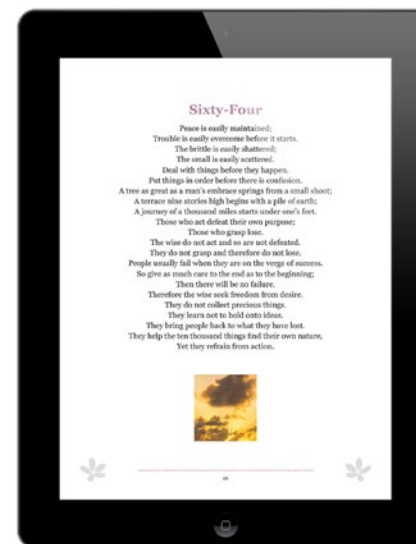 Sixty-Four
Peace is easily maintained;
Trouble is easily overcome before it starts.
The brittle is easily shattered;
The small is easily scattered.
Deal with things before they happen.
Put things in order before there is confusion.
A tree as great as a man's embrace springs from a small shoot;
A terrace nine stories high begins with a pile of earth;
A journey of a thousand miles starts under one's feet.
Those who act defeat their own purpose;
Those who grasp lose.
The wise do not act and so are not defeated.
They do not grasp and therefore do not lose.
People usually fail when they are on the verge of success.
So give as much care to the end as to the beginning;
Then there will be no failure.
Therefore the wise seek freedom from desire.
They do not collect precious things.
They learn not to hold onto ideas.
They bring people back to what they have lost.
They help the ten thousand things find their own nature,
Yet they refrain from action.